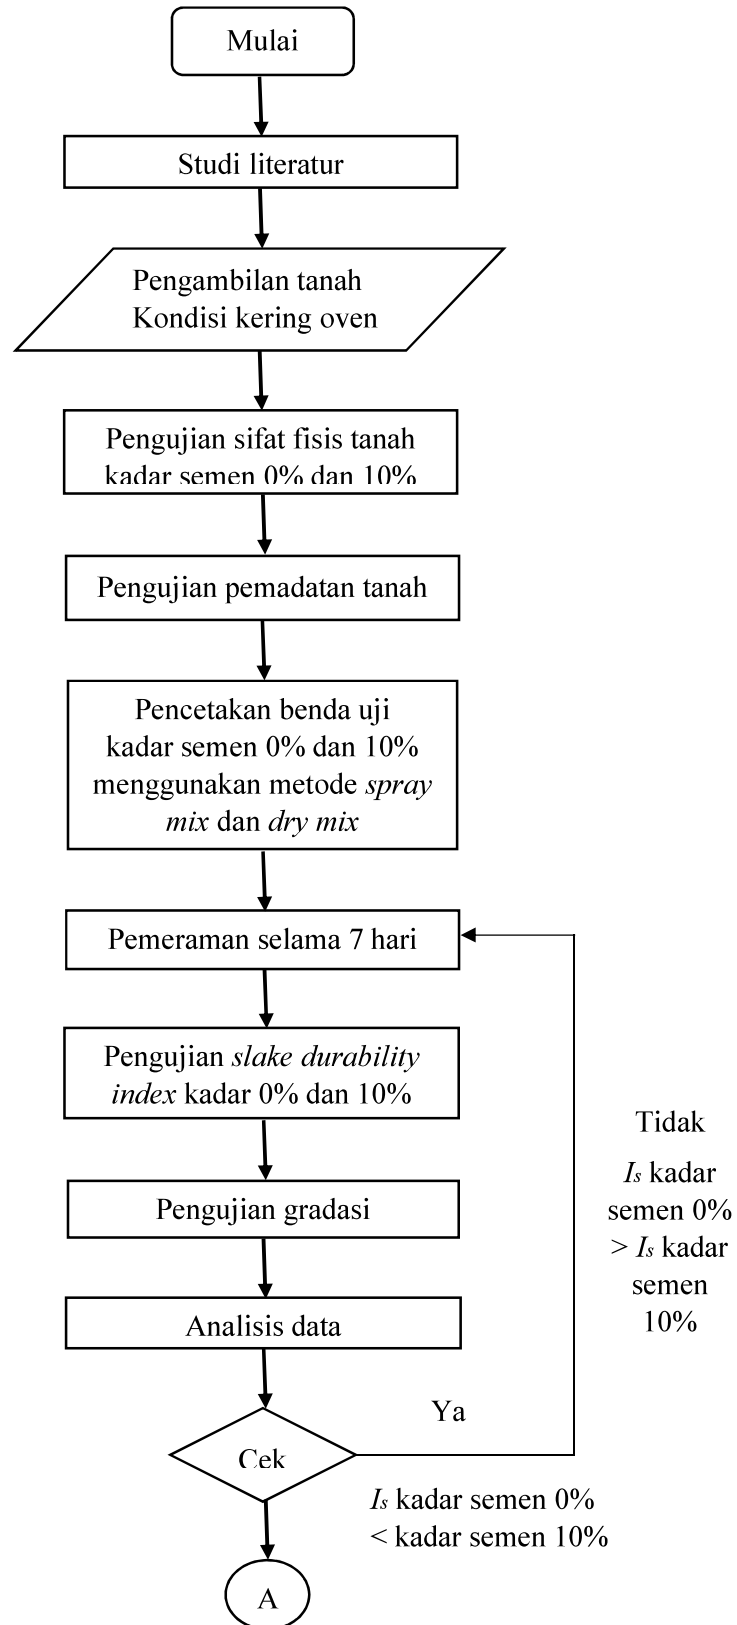 Mulai
Studi literatur
Pengambilan tanah
Kondisi kering oven
Pengujian sifat fisis tanah
kadar semen 0% dan 10%
Pengujian pemadatan tanah
Pencetakan benda uji
kadar semen 0% dan 10%
menggunakan metode spray
mix dan dry mix
Pemeraman selama 7 hari
Pengujian slake durability
index kadar 0% dan 10%
Tidak
Is kadar
semen 0%
> Is kadar
semen
10%
Pengujian gradasi
Analisis data
Ya
Cek
Is kadar semen 0%
< kadar semen 10%
A